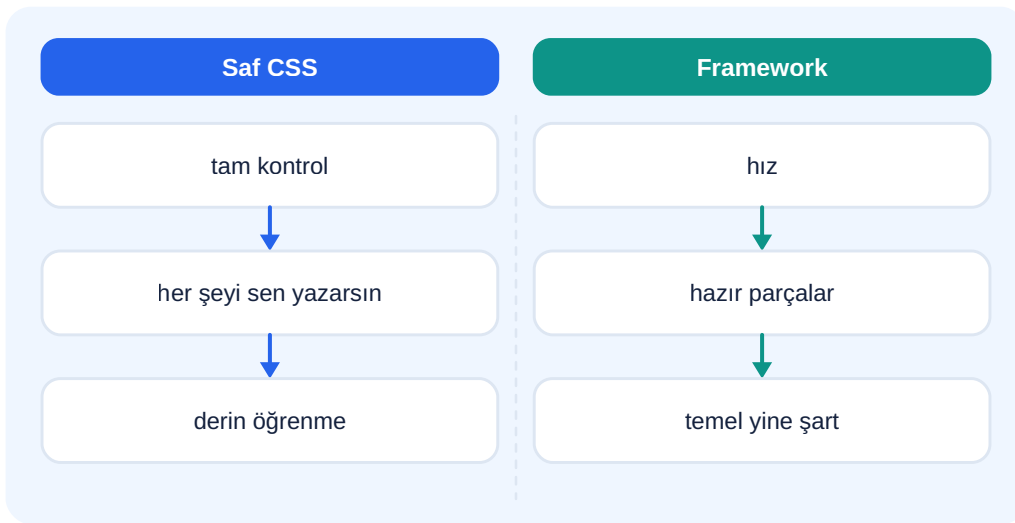 Saf CSS
tam kontrol
her şeyi sen yazarsın
derin öğrenme
Framework
hız
hazır parçalar
temel yine şart